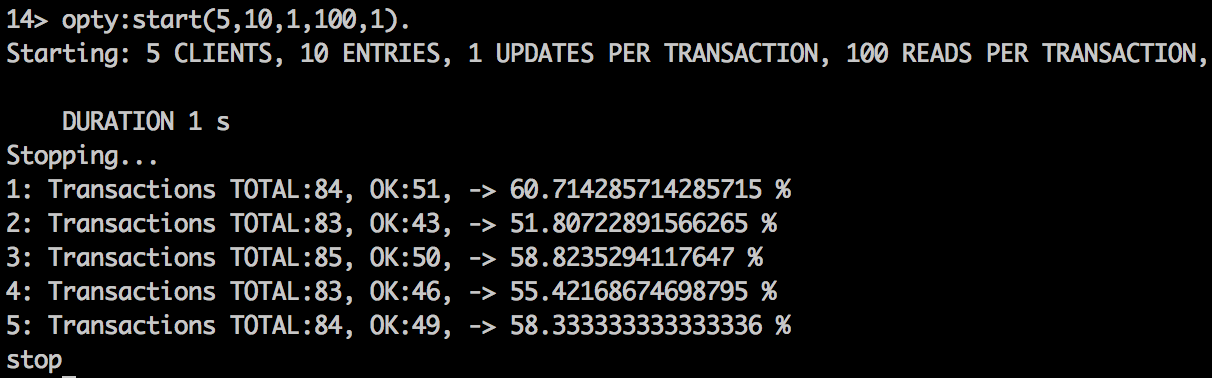 14> opty:start(5,10,1,100,1).
Starting: 5 CLIENTS, 10 ENTRIES, 1 UPDATES PER TRANSACTION, 100 READS PER TRANSACTION,
DURATION 1 s
Stopping...
1: Transactions TOTAL:84, OK:51, -> 60.714285714285715 %
2: Transactions TOTAL:83, OK:43, -> 51.80722891566265 %
3: Transactions TOTAL:85, OK:50, -> 58.8235294117647 %
4: Transactions TOTAL:83, OK:46, -> 55.42168674698795 %
5: Transactions TOTAL:84, OK:49, -> 58.333333333333336 %
stop